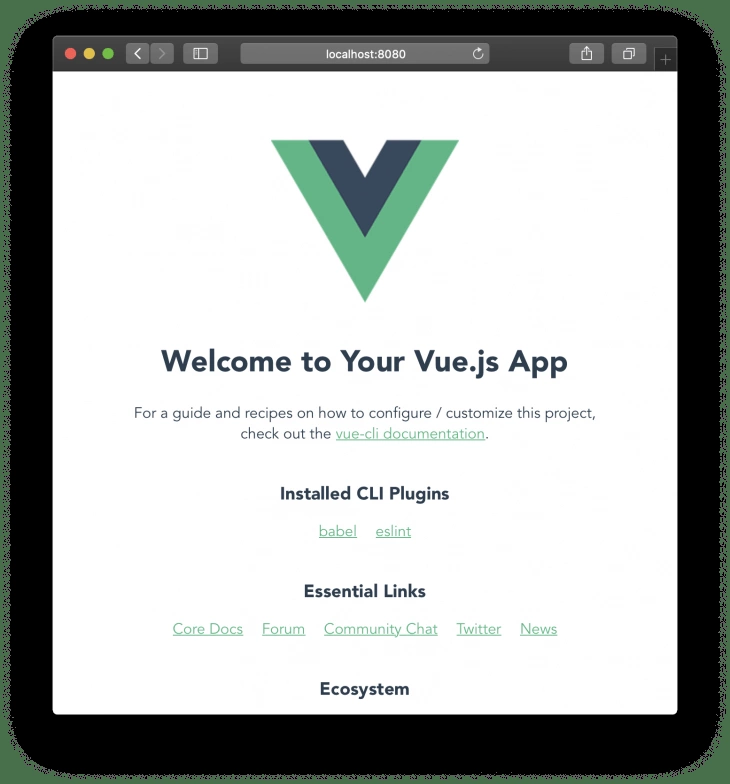 localhost:8080
Welcome to Your Vue.js App
For a guide and recipes on how to configure / customize this project,
check out the vue-cli documentation.
Installed CLI Plugins
babel eslint
Essential Links
Core Docs Forum Community Chat Twitter News
Ecosystem